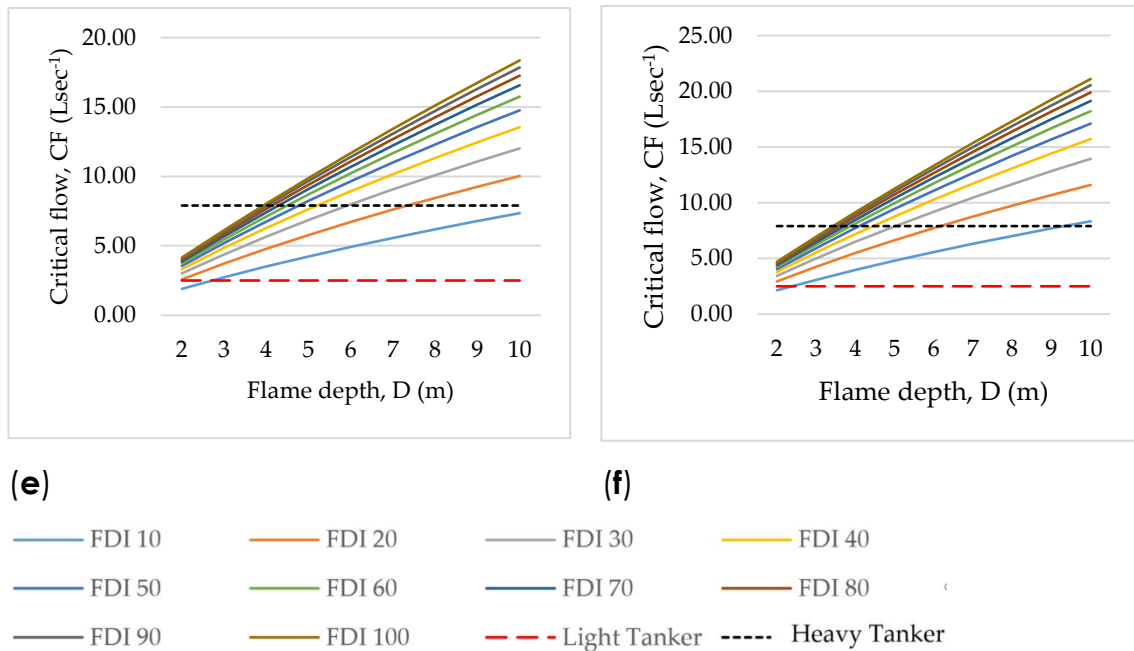 Critical flow, CF (Lsec⁻¹)
20.00
15.00
10.00
5.00
0.00
2 3 4 5 6 7 8 9 10
Flame depth, D (m)
(e)
Critical flow, CF (Lsec⁻¹)
25.00
20.00
15.00
10.00
5.00
0.00
2 3 4 5 6 7 8 9 10
Flame depth, D (m)
(f)
FDI 10 FDI 20 FDI 30 FDI 40
FDI 50 FDI 60 FDI 70 FDI 80
FDI 90 FDI 100 Light Tanker Heavy Tanker